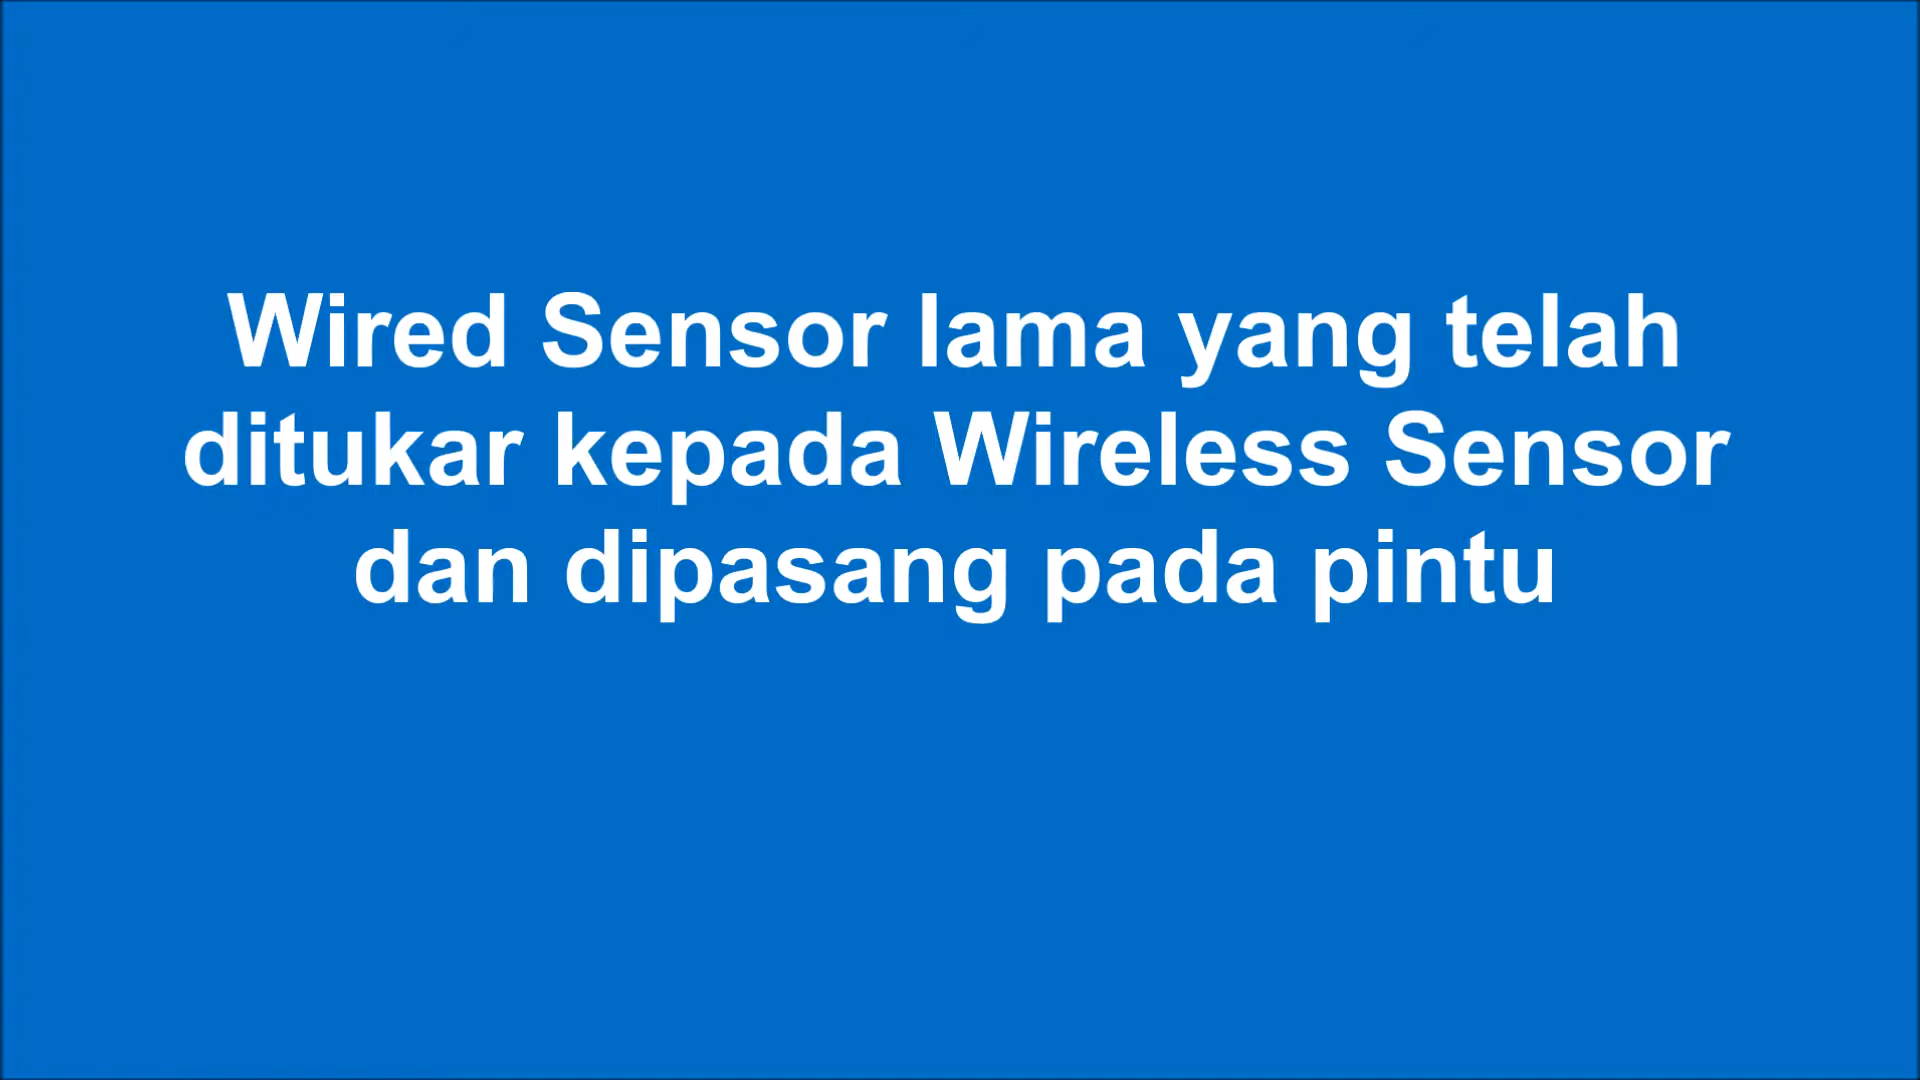 Wired Sensor lama yang telah
ditukar kepada Wireless Sensor
dan dipasang pada pintu